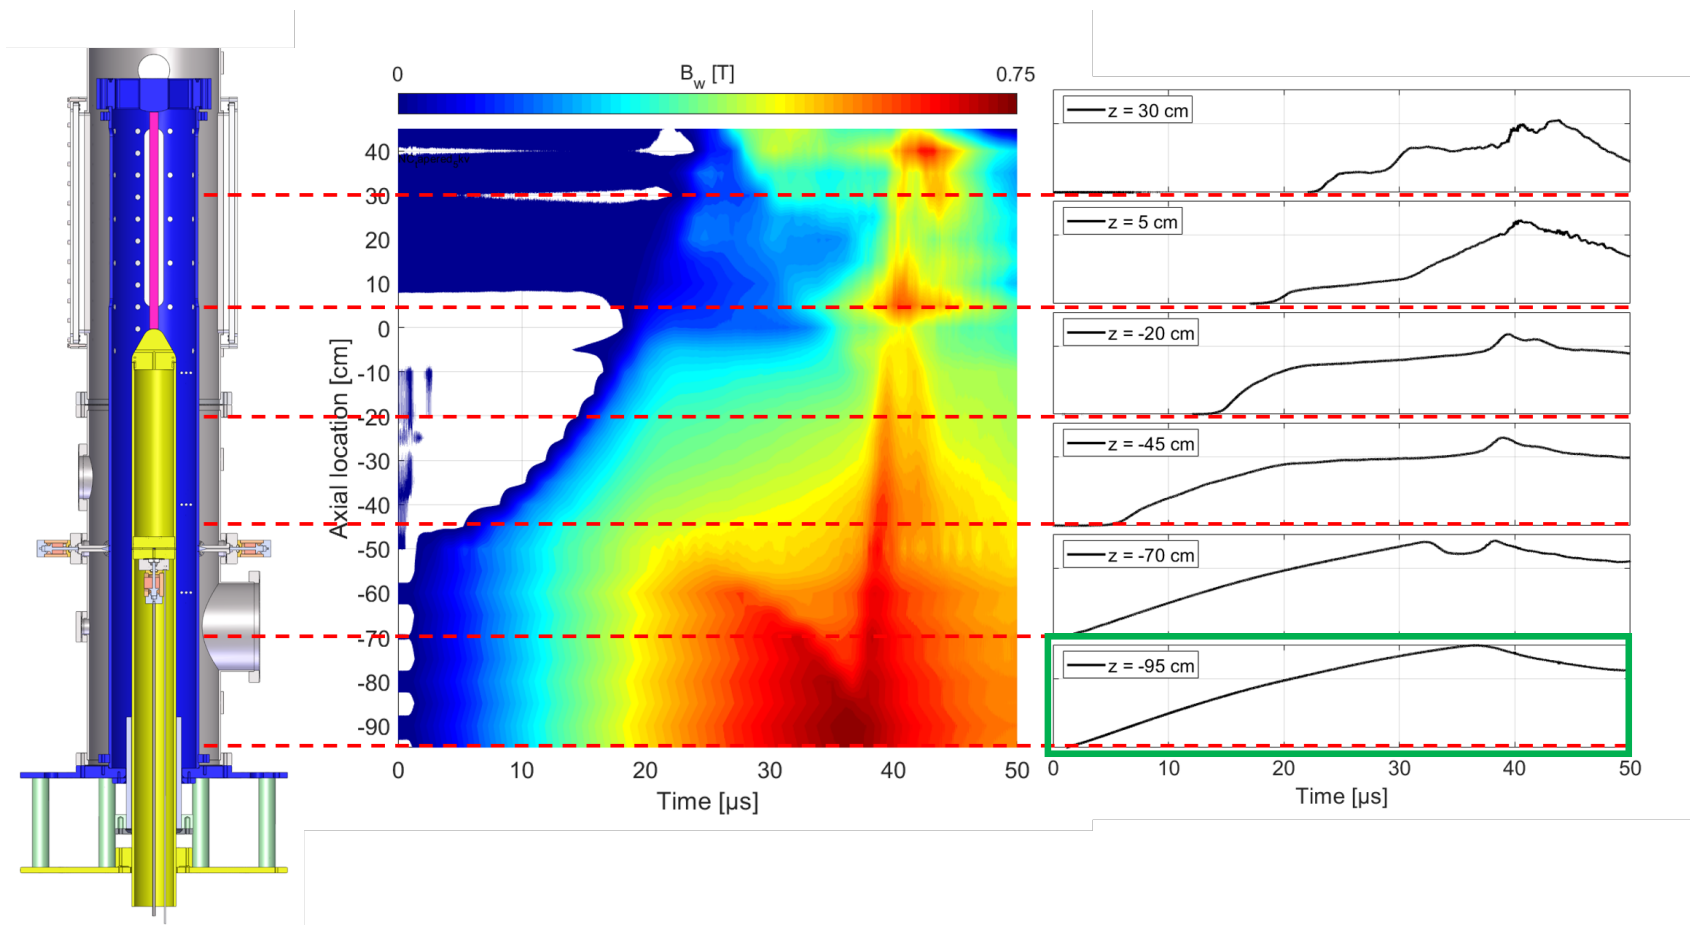 0
B_w [T]
0.75
40
30
20
10
0
-10
-20
-30
-40
-50
-60
-70
-80
-90
Axial location [cm]
0 10 20 30 40 50
Time [µs]
z = 30 cm
z = 5 cm
z = -20 cm
z = -45 cm
z = -70 cm
z = -95 cm
0 10 20 30 40 50
Time [µs]